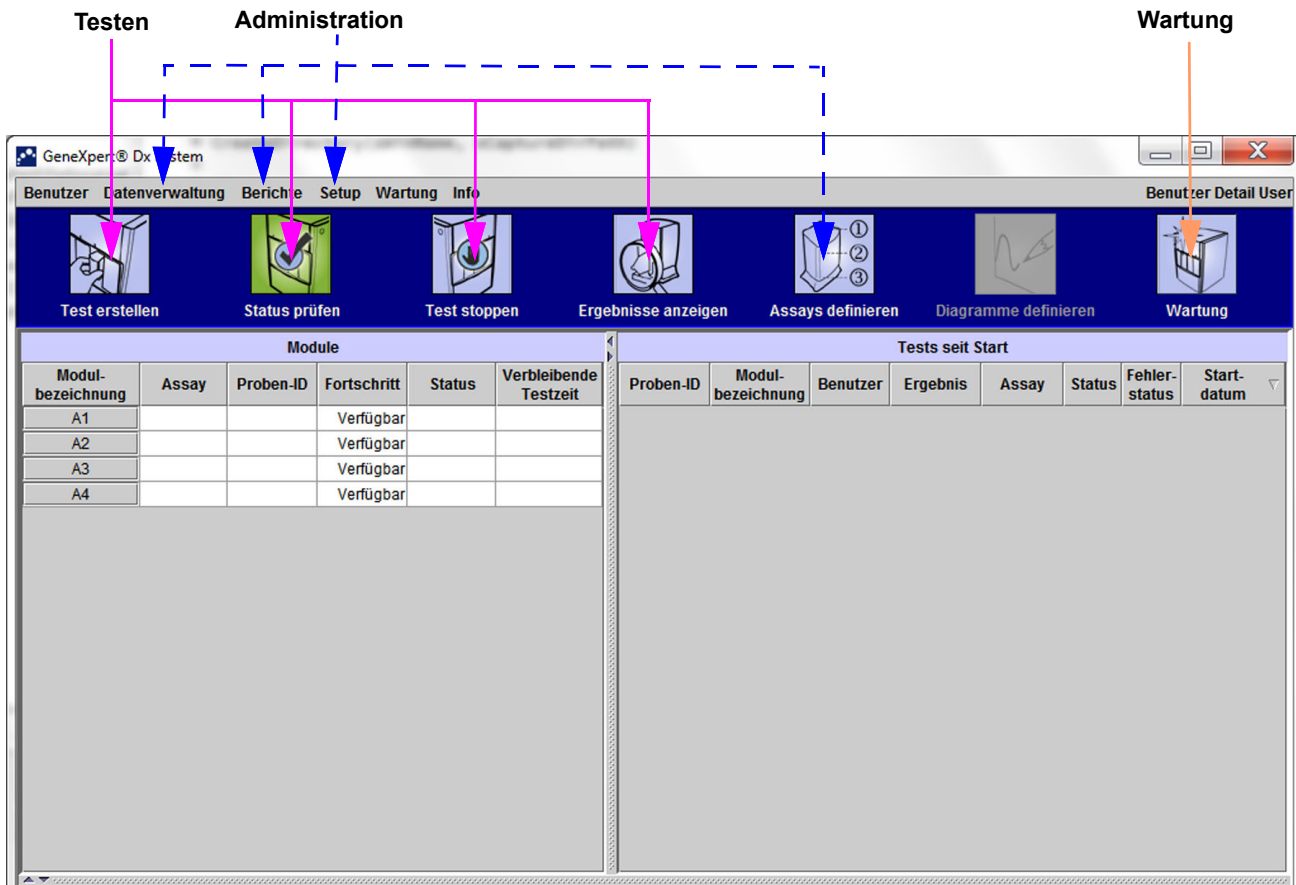 Testen Administration Wartung
GeneXpert® Dx System
Benutzer Datenverwaltung Berichte Setup Wartung Info Benutzer Detail User
① ② ③
Test erstellen Status prüfen Test stoppen Ergebnisse anzeigen Assays definieren Diagramme definieren Wartung
Module
Modul-
bezeichnung Assay Proben-ID Fortschritt Status Verbleibende
Testzeit
A1 Verfügbar
A2 Verfügbar
A3 Verfügbar
A4 Verfügbar
Tests seit Start
Proben-ID Modul-
bezeichnung Benutzer Ergebnis Assay Status Fehler-
status Start-
datum